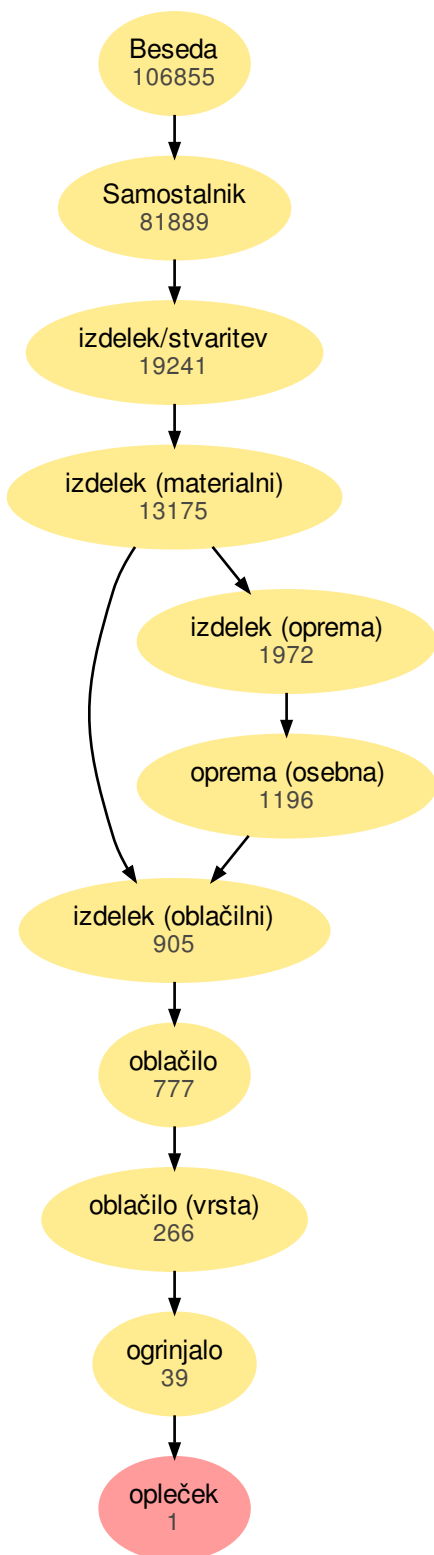 Beseda
106855
Samostalnik
81889
izdelek/stvaritev
19241
izdelek (materialni)
13175
izdelek (oprema)
1972
oprema (osebna)
1196
izdelek (oblačilni)
905
oblačilo
777
oblačilo (vrsta)
266
ogrinjalo
39
opleček
1